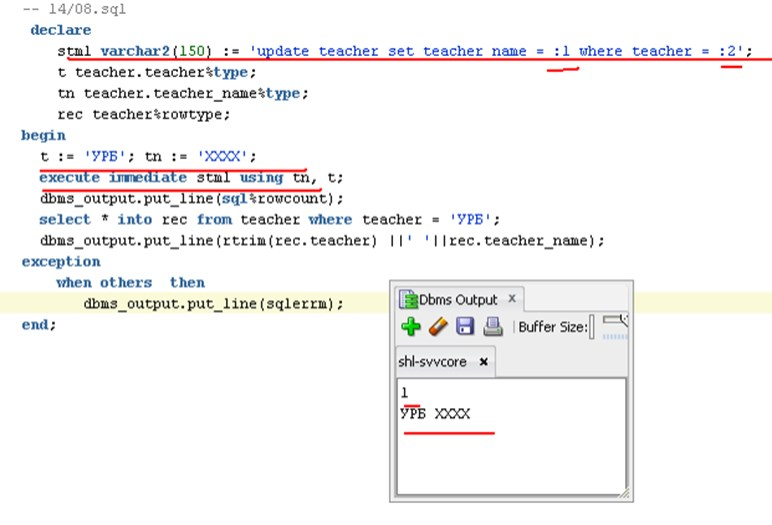 -- 14/08.sql
declare
stml varchar2(150) := 'update teacher set teacher_name = :1 where teacher = :2';
t teacher.teacher%type;
tn teacher.teacher_name%type;
rec teacher%rowtype;
begin
t := 'УРБ'; tn := 'XXXX';
execute immediate stml using tn, t;
dbms_output.put_line(sql%rowcount);
select * into rec from teacher where teacher = 'УРБ';
dbms_output.put_line(rtrim(rec.teacher) ||' '||rec.teacher_name);
exception
when others then
dbms_output.put_line(sqlerrm);
end;
Dbms Output x
Buffer Size:
shl-svvcore x
1
УРБ XXXX